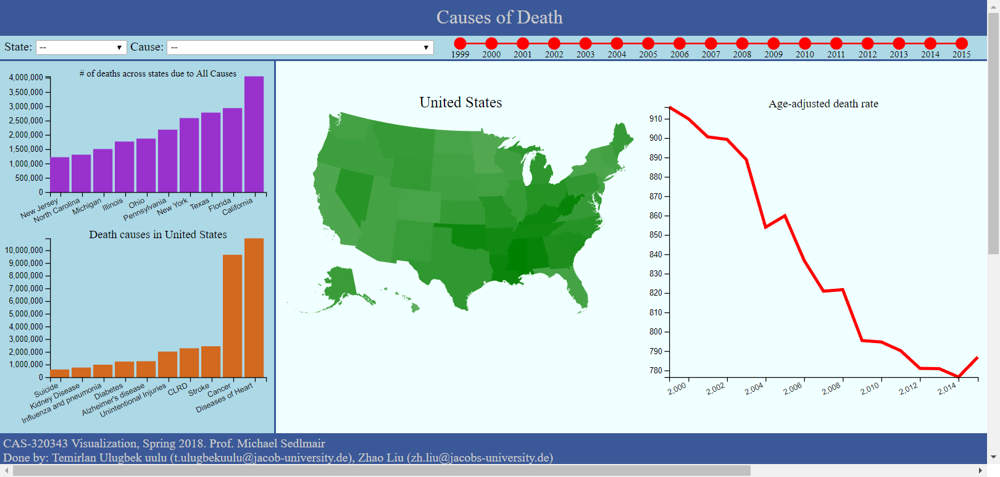 Causes of Death
State: -- Cause: --
1999 2000 2001 2002 2003 2004 2005 2006 2007 2008 2009 2010 2011 2012 2013 2014 2015
# of deaths across states due to All Causes
4,000,000
3,500,000
3,000,000
2,500,000
2,000,000
1,500,000
1,000,000
500,000
0
New Jersey
North Carolina
Michigan
Illinois
Ohio
Pennsylvania
New York
Texas
Florida
California
Death causes in United States
10,000,000
9,000,000
8,000,000
7,000,000
6,000,000
5,000,000
4,000,000
3,000,000
2,000,000
1,000,000
0
Suicide
Kidney Disease
Influenza and pneumonia
Diabetes
Alzheimer's disease
Unintentional Injuries
CLRD
Stroke
Cancer
Diseases of Heart
United States
Age-adjusted death rate
910
900
890
880
870
860
850
840
830
820
810
800
790
780
2,000
2,002
2,004
2,006
2,008
2,010
2,012
2,014
CAS-320343 Visualization, Spring 2018. Prof. Michael Sedlmair
Done by: Temirlan Ulugbek uulu (t.ulugbekuulu@jacob-university.de), Zhao Liu (zh.liu@jacobs-university.de)